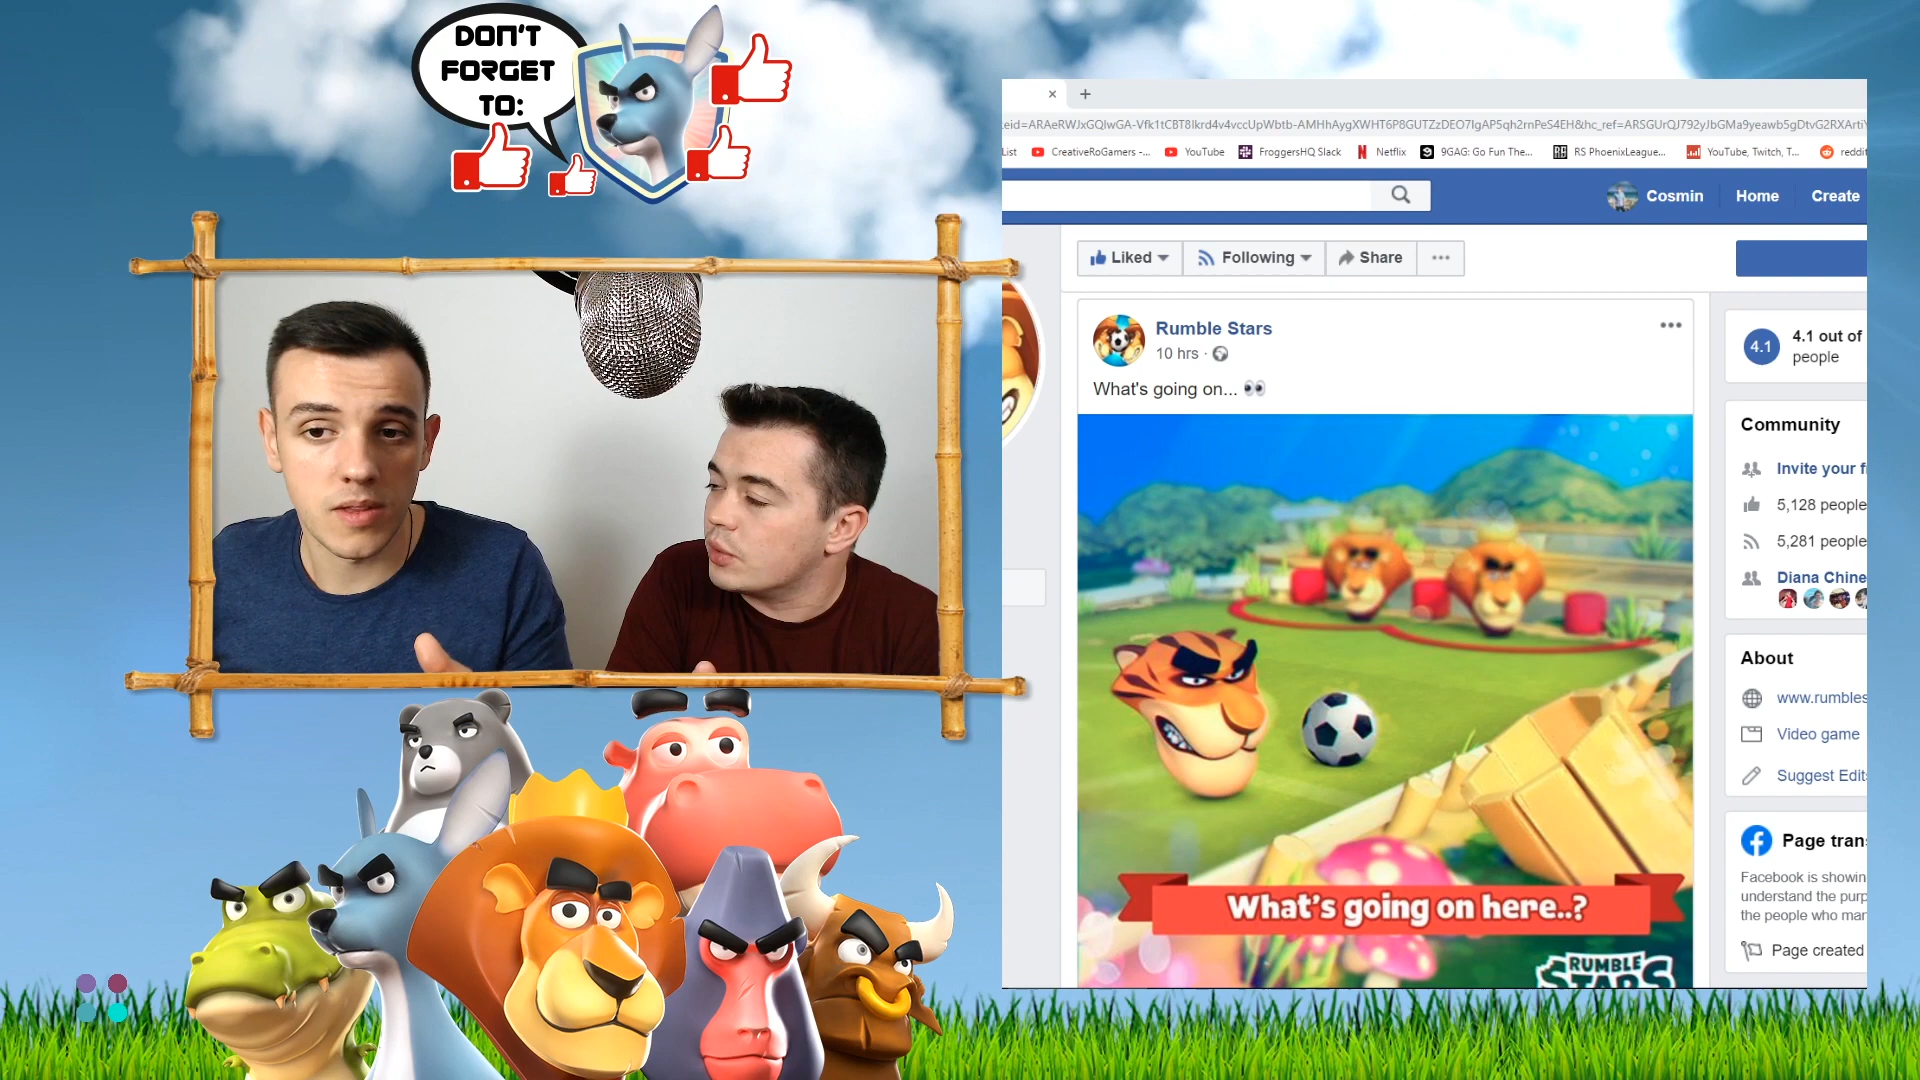 DON'T
FORGET
TO:
eid=ARAeRWJxGQIwGA-Vfk1tCBT8Ikrd4v4vccUpWbtb-AMHhAygXWHT6P8GUTZzDEO7IgAP5qh2rnPeS4EH&hc_ref=ARSGUrQJ792yJbGMa9yeawb5gDtvG2RXArtiY
List CreativeRoGamers -... YouTube FroggersHQ Slack Netflix 9GAG: Go Fun The... RS PhoenixLeague... YouTube, Twitch, T... reddit
Cosmin Home Create
Liked Following Share ...
Rumble Stars
10 hrs ·
What's going on... 👀
What's going on here..?
RUMBLE
STARS
4.1
4.1 out of
people
Community
Invite your f
5,128 people
5,281 people
Diana Chine
About
www.rumbles
Video game
Suggest Edit
Page tran
Facebook is showin
understand the purp
the people who mar
Page created